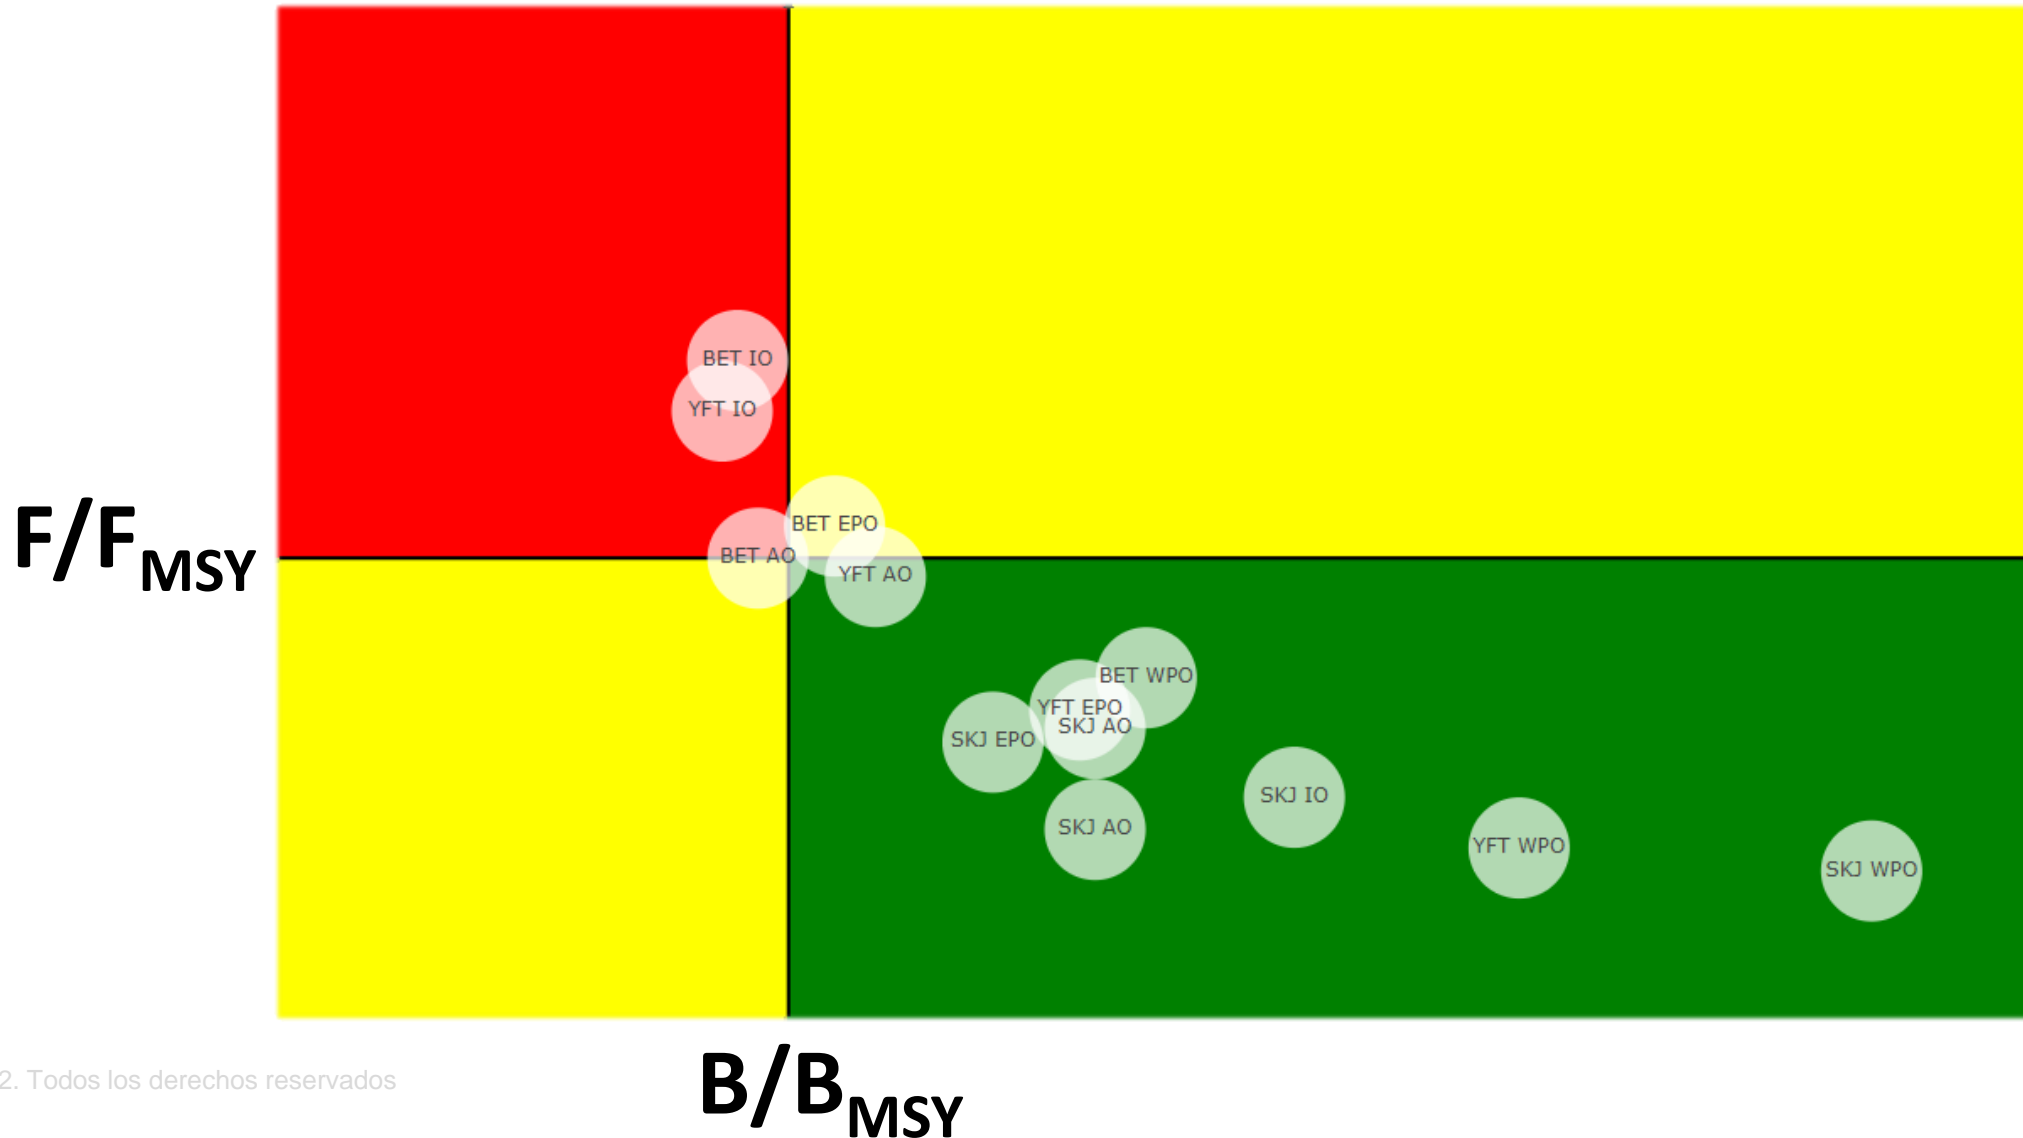 BET IO
YFT IO
F/FMSY
BET EPO
BET AO
YFT AO
BET WPO
YFT EPO
SKJ AO
SKJ EPO
SKJ IO
SKJ AO
YFT WPO
SKJ WPO
2. Todos los derechos reservados
B/BMSY